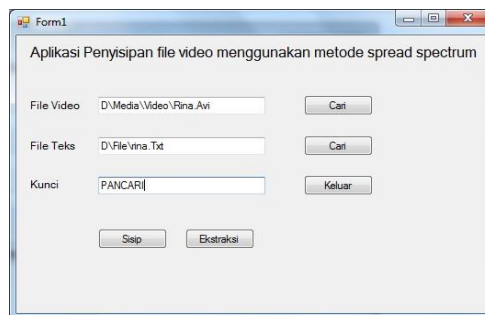 Form1
Aplikasi Penyisipan file video menggunakan metode spread spectrum
File Video D\Media\Video\Rina.Avi Cari
File Teks D\File\rina.Txt Cari
Kunci PANCARI Keluar
Sisip Ekstraksi